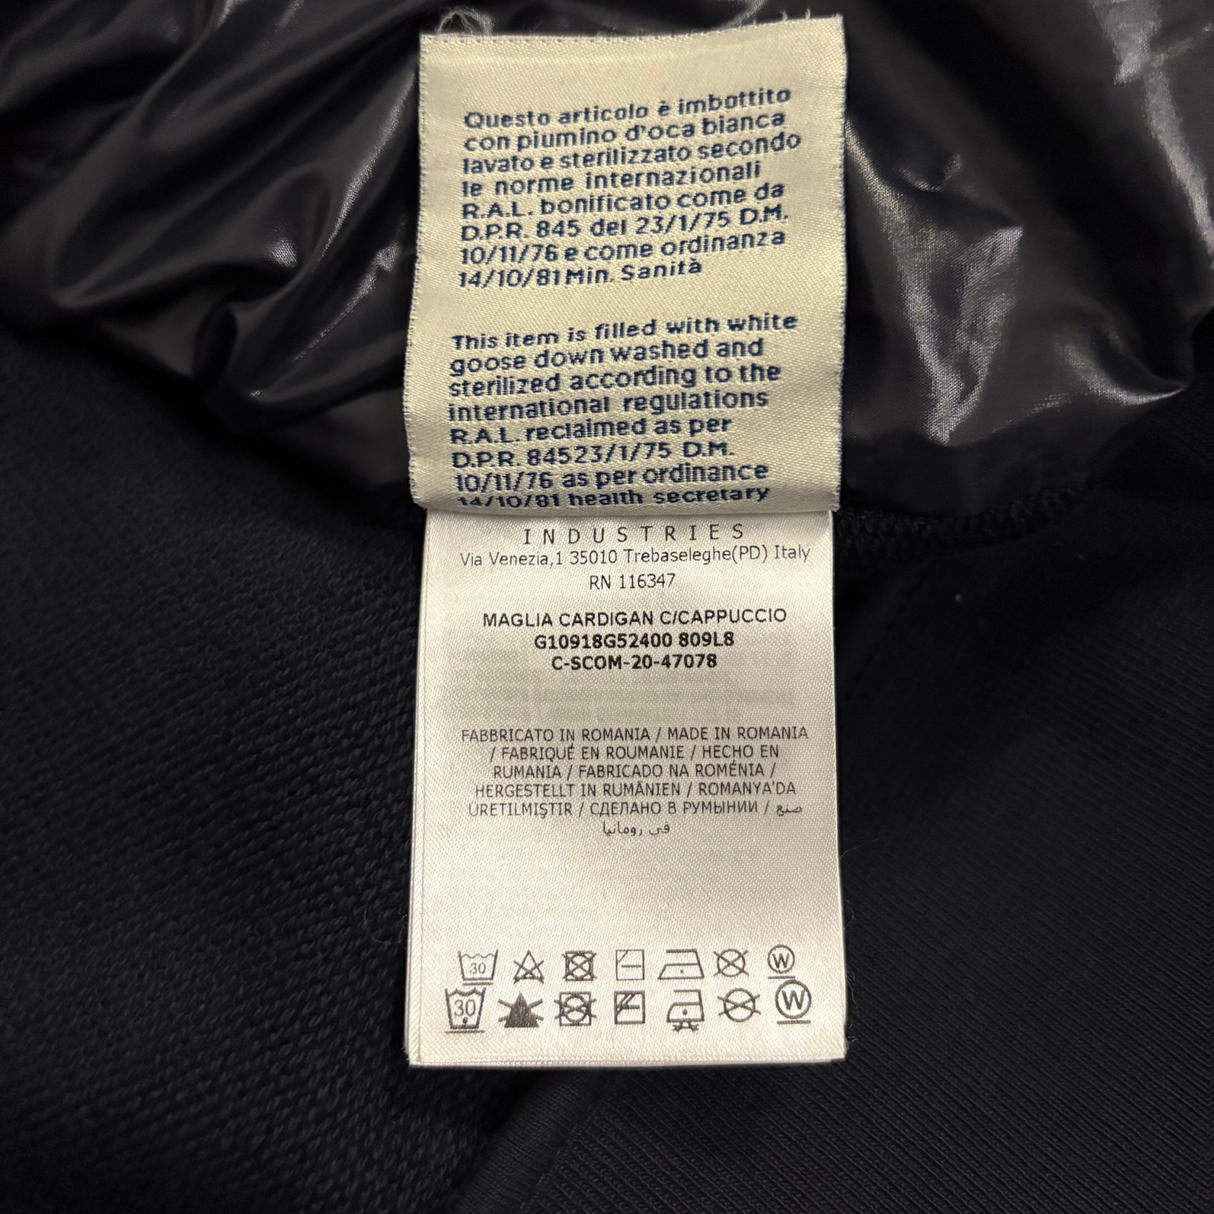 Questo articolo è imbottito
con piumino d'oca bianca
lavato e sterilizzato secondo
le norme internazionali
R.A.L. bonificato come da
D.P.R. 845 del 23/1/75 D.M.
10/11/76 e come ordinanza
14/10/81 Min. Sanità
This item is filled with white
goose down washed and
sterilized according to the
international regulations
R.A.L. reclaimed as per
D.P.R. 84523/1/75 D.M.
10/11/76 as per ordinance
14/10/81 health secretary
INDUSTRIES
Via Venezia,1 35010 Trebaseleghe(PD) Italy
RN 116347
MAGLIA CARDIGAN C/CAPPUCCIO
G10918G52400 809L8
C-SCOM-20-47078
FABBRICATO IN ROMANIA / MADE IN ROMANIA
/ FABRIQUÉ EN ROUMANIE / HECHO EN
RUMANIA / FABRICADO NA ROMÉNIA /
HERGESTELLT IN RUMÄNIEN / ROMANYA'DA
ÜRETILMIŞTIR / СДЕЛАНО В РУМЫНИИ / صنع
في رومانيا
30 W
30 W